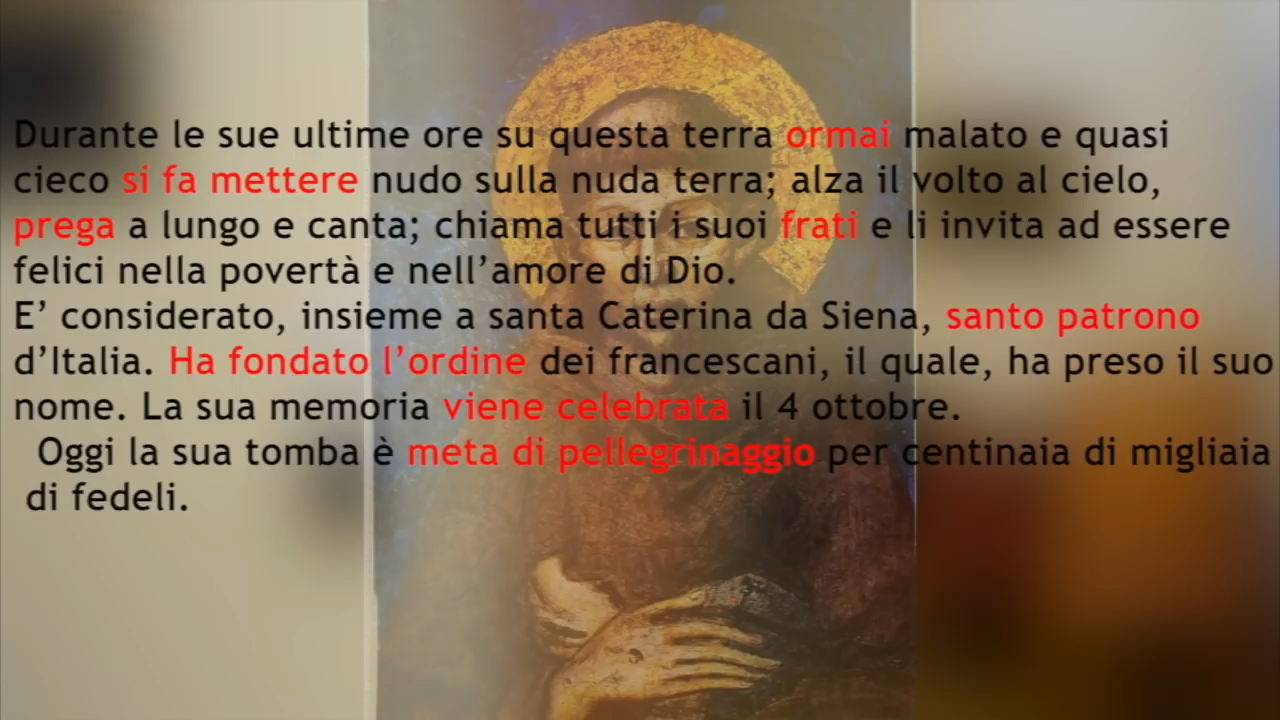 Durante le sue ultime ore su questa terra ormai malato e quasi
cieco si fa mettere nudo sulla nuda terra; alza il volto al cielo,
prega a lungo e canta; chiama tutti i suoi frati e li invita ad essere
felici nella povertà e nell’amore di Dio.
E’ considerato, insieme a santa Caterina da Siena, santo patrono
d’Italia. Ha fondato l’ordine dei francescani, il quale, ha preso il suo
nome. La sua memoria viene celebrata il 4 ottobre.
Oggi la sua tomba è meta di pellegrinaggio per centinaia di migliaia
di fedeli.